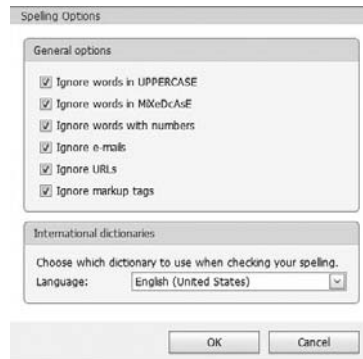 Speling Options
General options
Ignore words in UPPERCASE
Ignore words in MiXeDcAsE
Ignore words with numbers
Ignore e-mails
Ignore URLs
Ignore markup tags
International dictionaries
Choose which dictionary to use when checking your spelling.
Language: English (United States)
OK Cancel